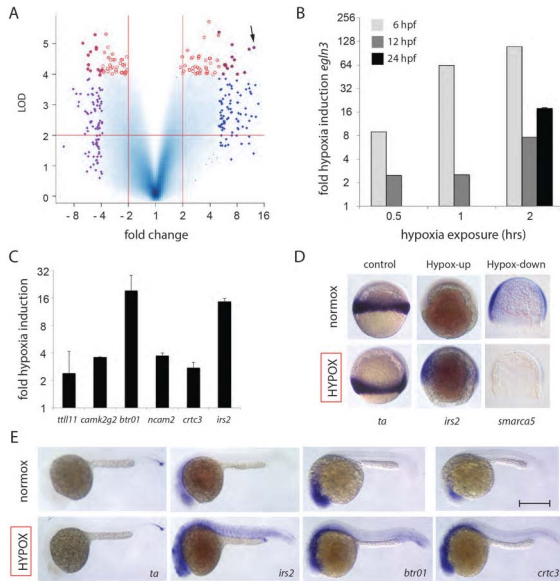 A
LOD
5
4
3
2
1
0
- 8 - 4 - 2 1 2 4 8 16
fold change
B
fold hypoxia induction egln3
256
128
64
32
16
8
4
2
1
6 hpf
12 hpf
24 hpf
0.5 1 2
hypoxia exposure (hrs)
C
fold hypoxia induction
32
16
8
4
2
1
ttll11 camk2g2 btr01 ncam2 crtc3 irs2
D
control Hypox-up Hypox-down
normox
HYPOX
ta irs2 smarca5
E
normox
HYPOX
ta irs2 btr01 crtc3